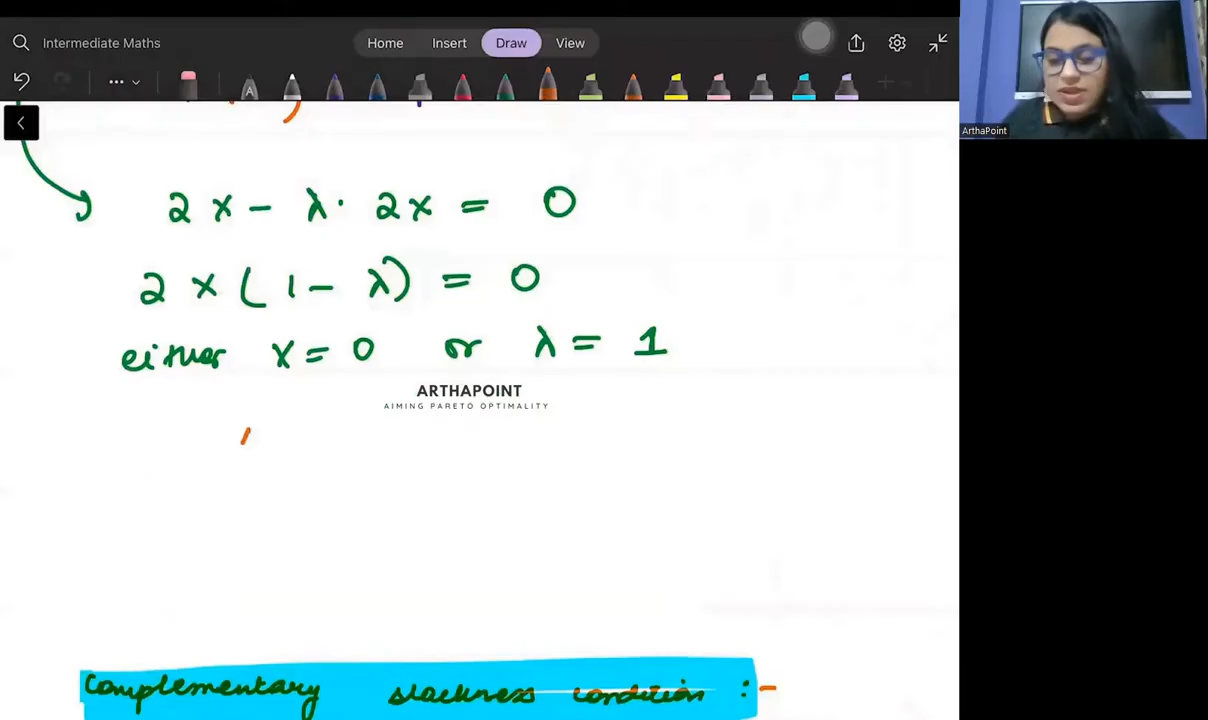 Intermediate Maths
Home Insert Draw View
A
ArthaPoint
2x - λ· 2x = 0
2x(1 - λ) = 0
either x = 0 or λ = 1
ARTHAPOINT
AIMING PARETO OPTIMALITY
Complementary slackness condition :-